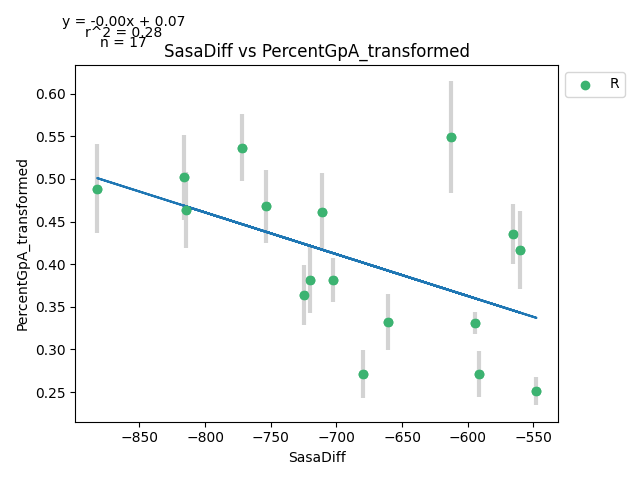 y = -0.00x + 0.07
r^2 = 0.28
n = 17
SasaDiff vs PercentGpA_transformed
R
PercentGpA_transformed
0.60
0.55
0.50
0.45
0.40
0.35
0.30
0.25
−850 −800 −750 −700 −650 −600 −550
SasaDiff